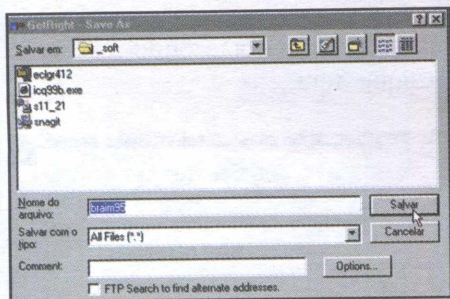 GetRight - Save As
Salvar em: _soft
eclgr412
icq99b.exe
s11_21
snagit
Nome do
arquivo: braim95
Salvar
Salvar com o
tipo: All Files (*.*)
Cancelar
Comment:
Options...
FTP Search to find alternate addresses.